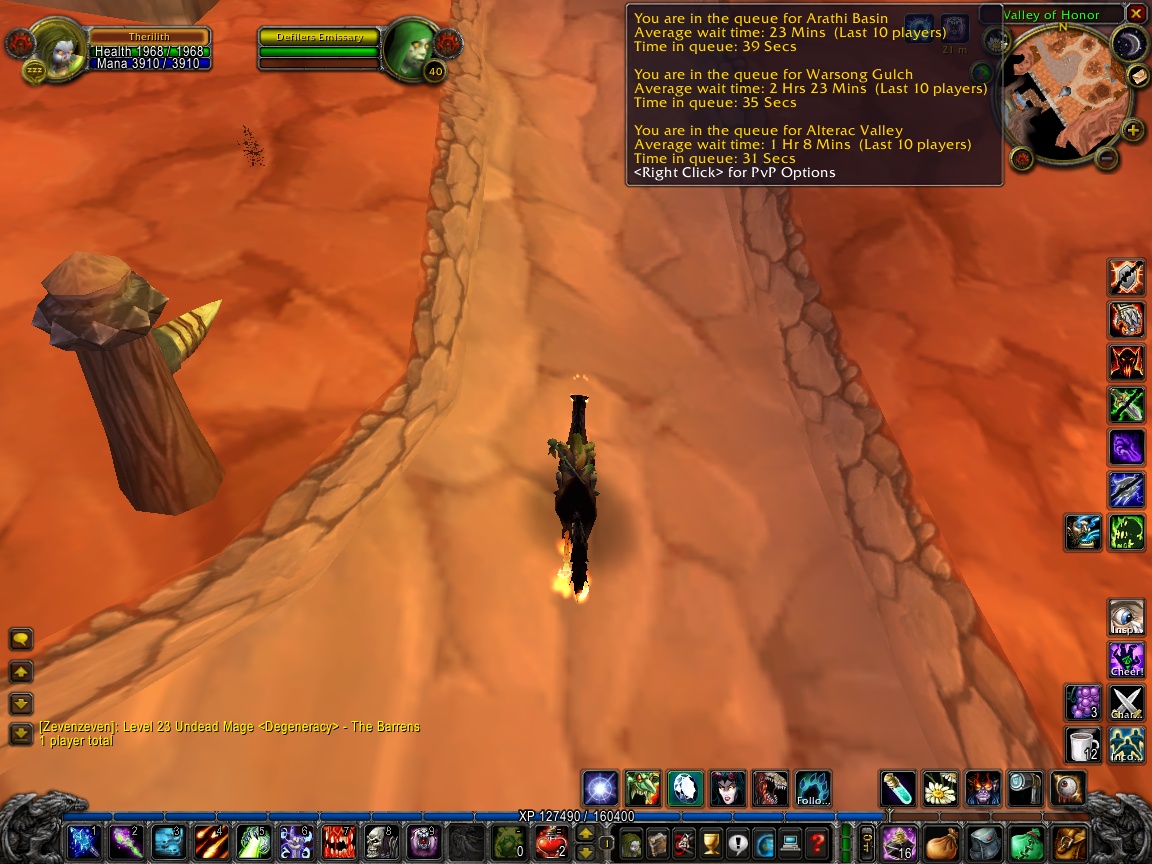 Therilith
Health 1968 / 1968
Mana 3910 / 3910
zzz
Defilers Emissary
40
You are in the queue for Arathi Basin
Average wait time: 23 Mins (Last 10 players)
Time in queue: 39 Secs
You are in the queue for Warsong Gulch
Average wait time: 2 Hrs 23 Mins (Last 10 players)
Time in queue: 35 Secs
You are in the queue for Alterac Valley
Average wait time: 1 Hr 8 Mins (Last 10 players)
Time in queue: 31 Secs
<Right Click> for PvP Options
21 m
Valley of Honor
N
Insp...
Cheer!
3
Char...
12
[Zevenzeven]: Level 23 Undead Mage <Degeneracy> - The Barrens
1 player total
Follo...
XP 127490 / 160400
1 2 3 4 5 6 7 8 9 0 2
1
16